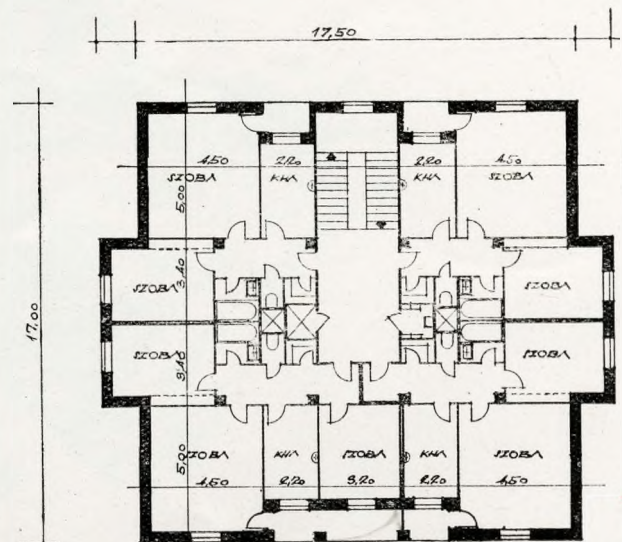 17,50
4,50 2,20 2,20 4,50
SZOBA KHA KHA SZOBA
5,00
SZOBA 3,40 SZOBA
17,00
SZOBA 3,40 SZOBA
SZOBA KHA SZOBA KHA SZOBA
5,00
4,50 2,20 3,20 2,20 4,50